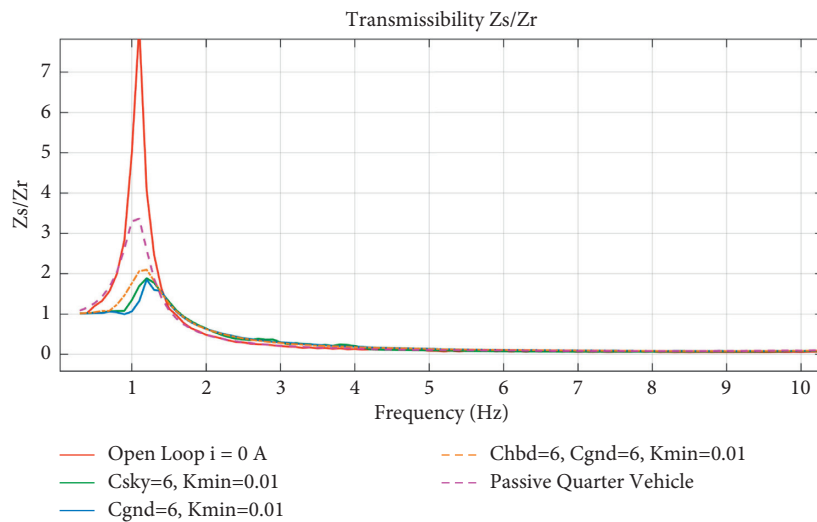 Transmissibility Zs/Zr
7
6
5
4
3
2
1
0
Zs/Zr
1 2 3 4 5 6 7 8 9 10
Frequency (Hz)
Open Loop i = 0 A
Csky=6, Kmin=0.01
Cgnd=6, Kmin=0.01
Chbd=6, Cgnd=6, Kmin=0.01
Passive Quarter Vehicle